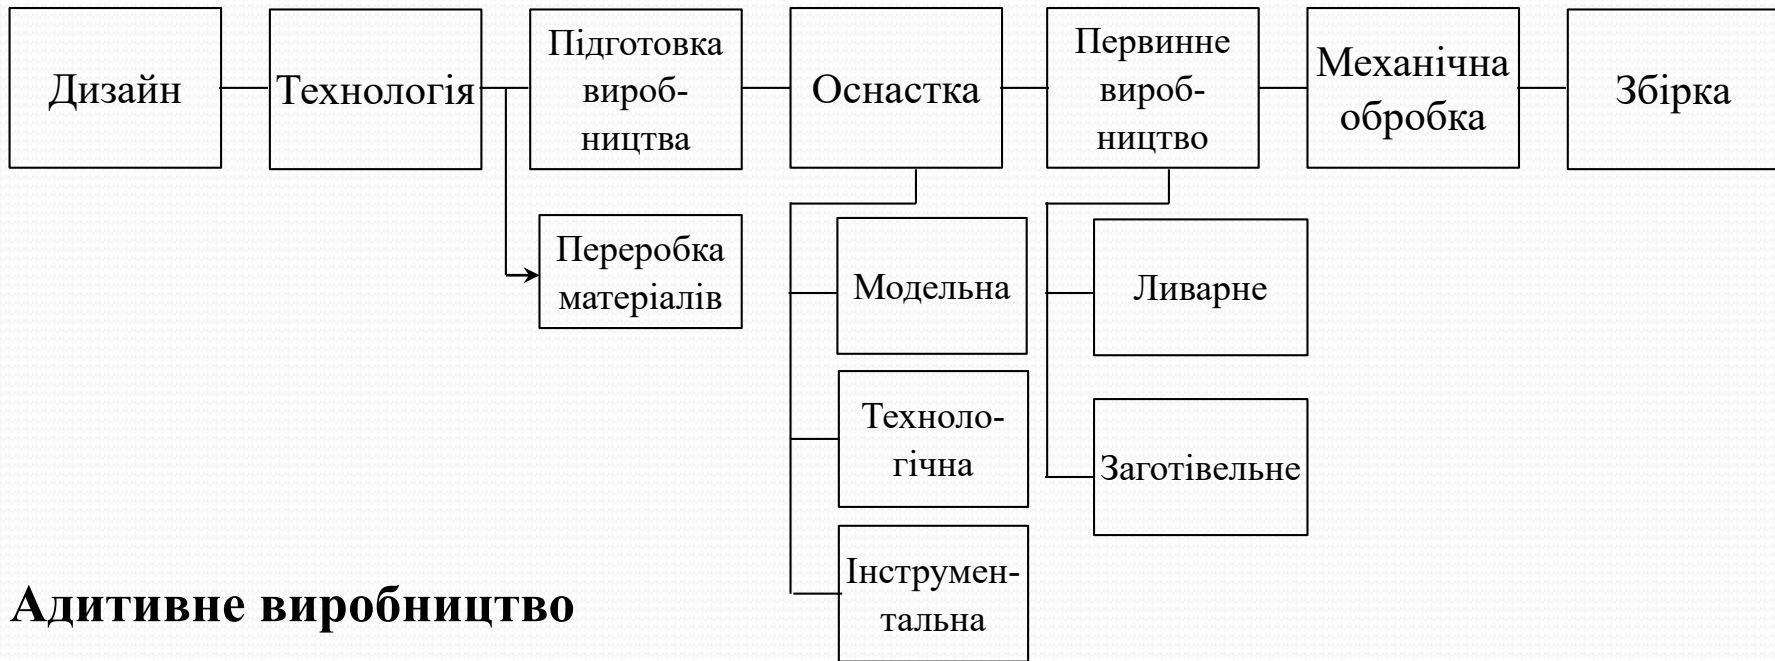 Дизайн
Технологія
Підготовка
вироб-
ництва
Оснастка
Первинне
вироб-
ництво
Механічна
обробка
Збірка
Переробка
матеріалів
Модельна
Техноло-
гічна
Інструмен-
тальна
Ливарне
Заготівельне
Адитивне виробництво